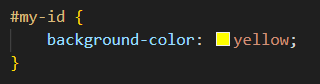 #my-id {
    background-color: yellow;
}